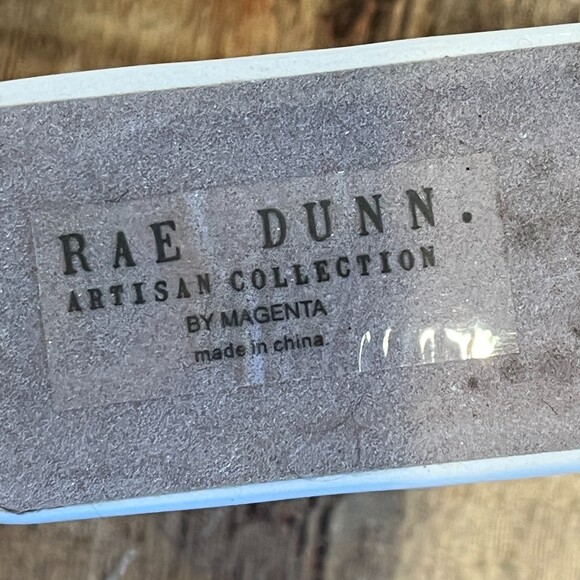 RAE DUNN.
ARTISAN COLLECTION
BY MAGENTA
made in china.